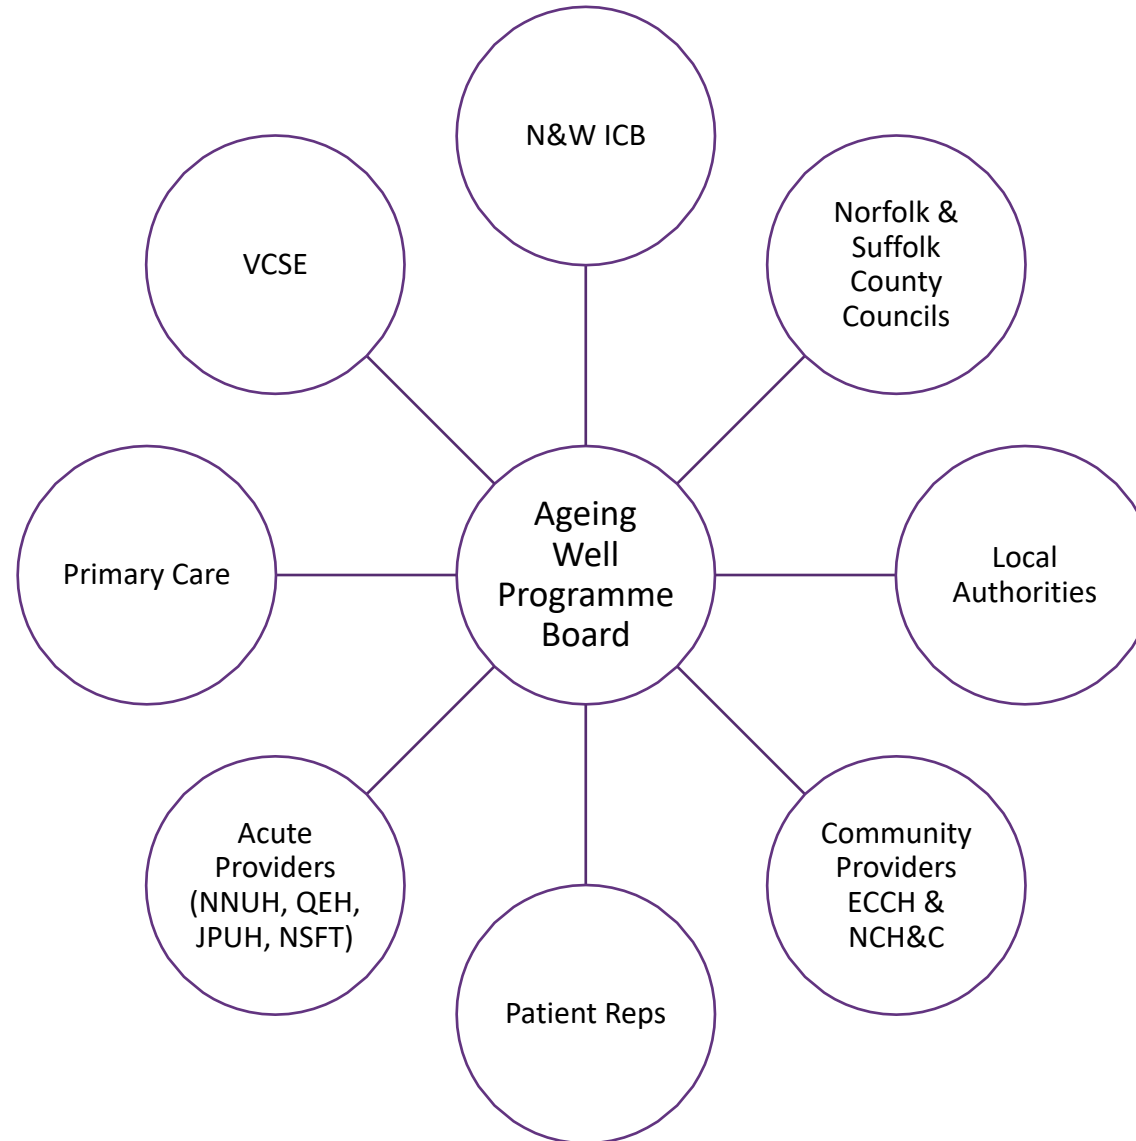 N&W ICB
Norfolk &
Suffolk
County
Councils
VCSE
Ageing
Well
Programme
Board
Primary Care
Local
Authorities
Acute
Providers
(NNUH, QEH,
JPUH, NSFT)
Community
Providers
ECCH &
NCH&C
Patient Reps